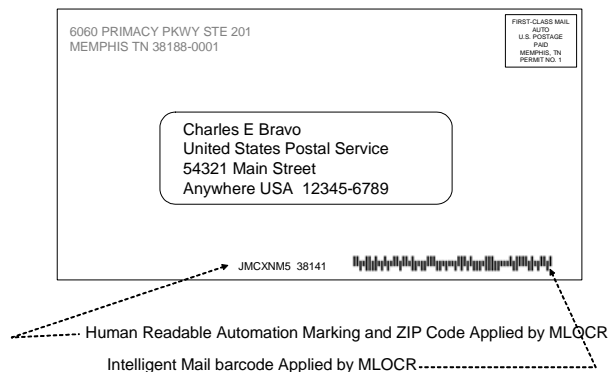 6060 PRIMACY PKWY STE 201
MEMPHIS TN 38188-0001
FIRST-CLASS MAIL
AUTO
U.S. POSTAGE
PAID
MEMPHIS, TN
PERMIT NO. 1
Charles E Bravo
United States Postal Service
54321 Main Street
Anywhere USA 12345-6789
JMCXNM5 38141
Human Readable Automation Marking and ZIP Code Applied by MLOCR
Intelligent Mail barcode Applied by MLOCR